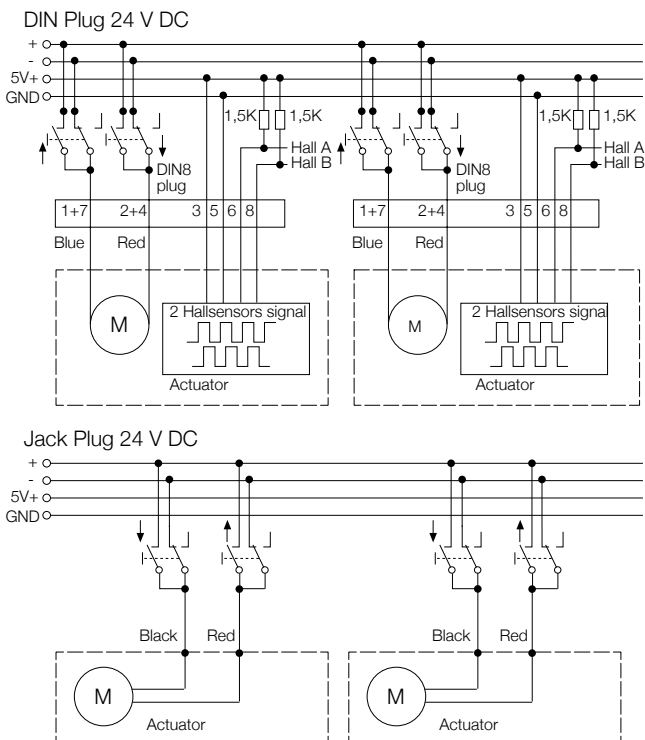 DIN Plug 24 V DC
+
-
5V+
GND
1,5K 1,5K 1,5K 1,5K
Hall A Hall A
Hall B Hall B
DIN8 plug DIN8 plug
1+7 2+4 3 5 6 8 1+7 2+4 3 5 6 8
Blue Red Blue Red
M 2 Hallsensors signal M 2 Hallsensors signal
Actuator Actuator
Jack Plug 24 V DC
+
-
5V+
GND
Black Red Black Red
M M
Actuator Actuator